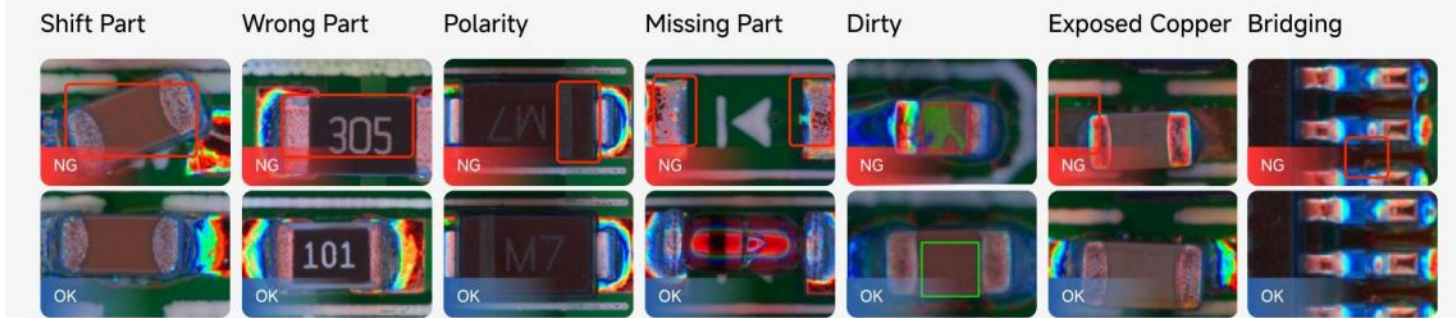 Shift Part
Wrong Part
Polarity
Missing Part
Dirty
Exposed Copper
Bridging
NG
305
NG
M7
NG
NG
NG
NG
NG
OK
101
OK
M7
OK
OK
OK
OK
OK